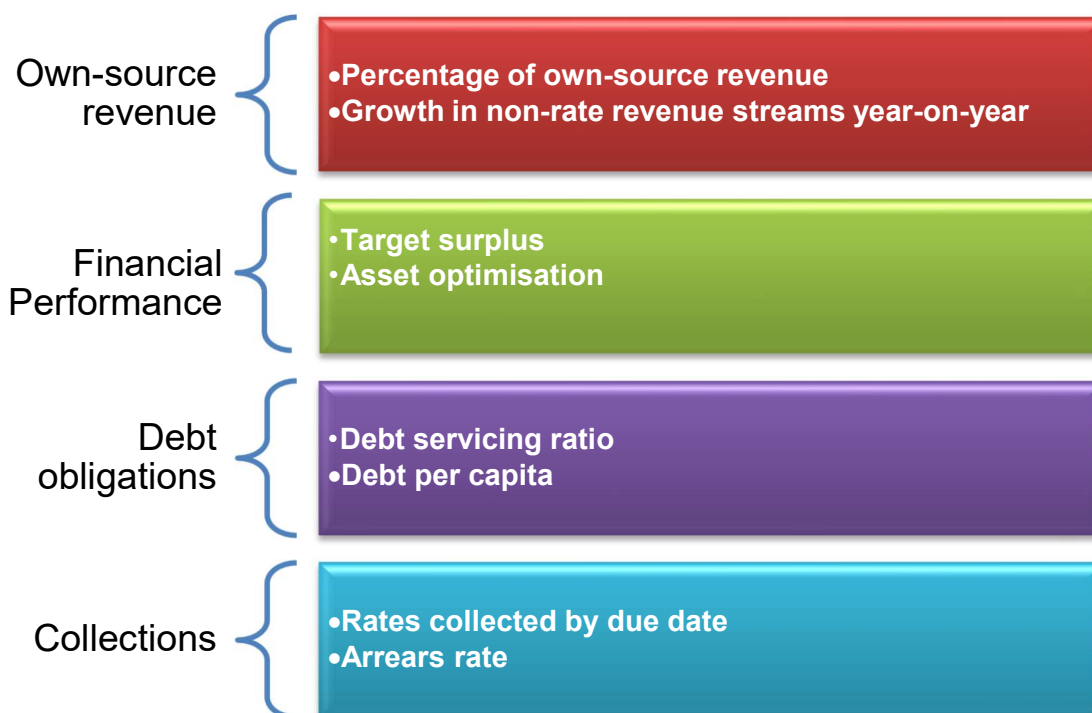 Own-source
revenue
•Percentage of own-source revenue
•Growth in non-rate revenue streams year-on-year
Financial
Performance
•Target surplus
•Asset optimisation
Debt
obligations
•Debt servicing ratio
•Debt per capita
Collections
•Rates collected by due date
•Arrears rate